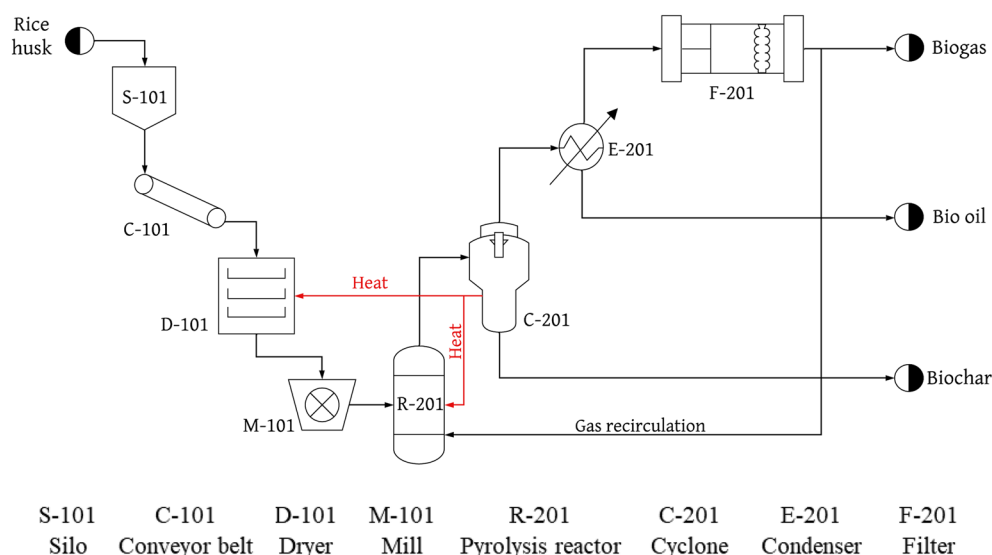 Rice
husk
S-101
C-101
D-101
M-101
R-201
Heat
Heat
C-201
E-201
F-201
Biogas
Bio oil
Biochar
Gas recirculation
S-101 C-101 D-101 M-101 R-201 C-201 E-201 F-201
Silo Conveyor belt Dryer Mill Pyrolysis reactor Cyclone Condenser Filter